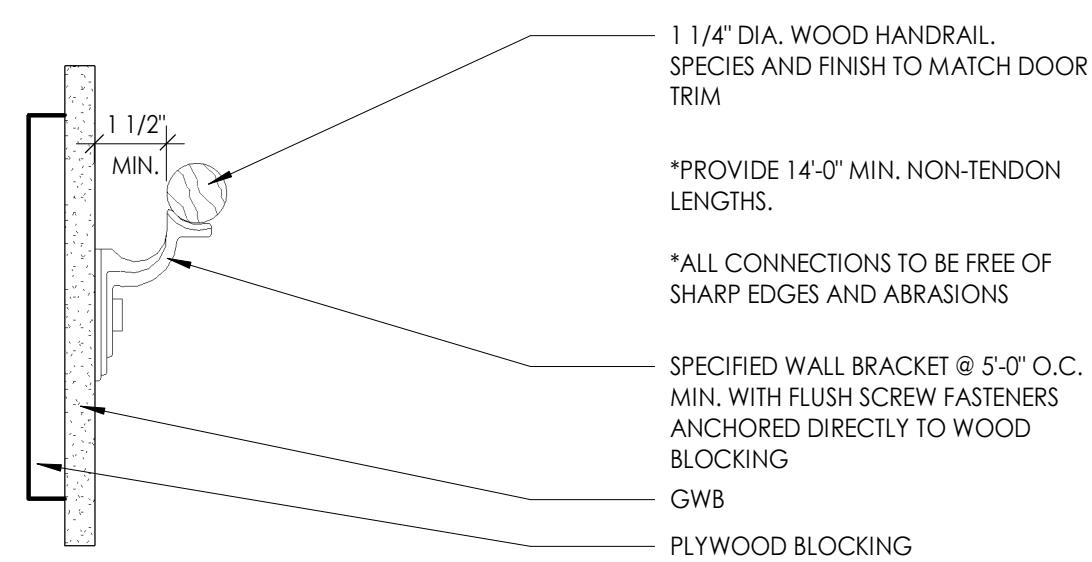 1 1/4" DIA. WOOD HANDRAIL.
SPECIES AND FINISH TO MATCH DOOR
TRIM
1 1/2"
MIN.
*PROVIDE 14'-0" MIN. NON-TENDON
LENGTHS.
*ALL CONNECTIONS TO BE FREE OF
SHARP EDGES AND ABRASIONS
SPECIFIED WALL BRACKET @ 5'-0" O.C.
MIN. WITH FLUSH SCREW FASTENERS
ANCHORED DIRECTLY TO WOOD
BLOCKING
GWB
PLYWOOD BLOCKING